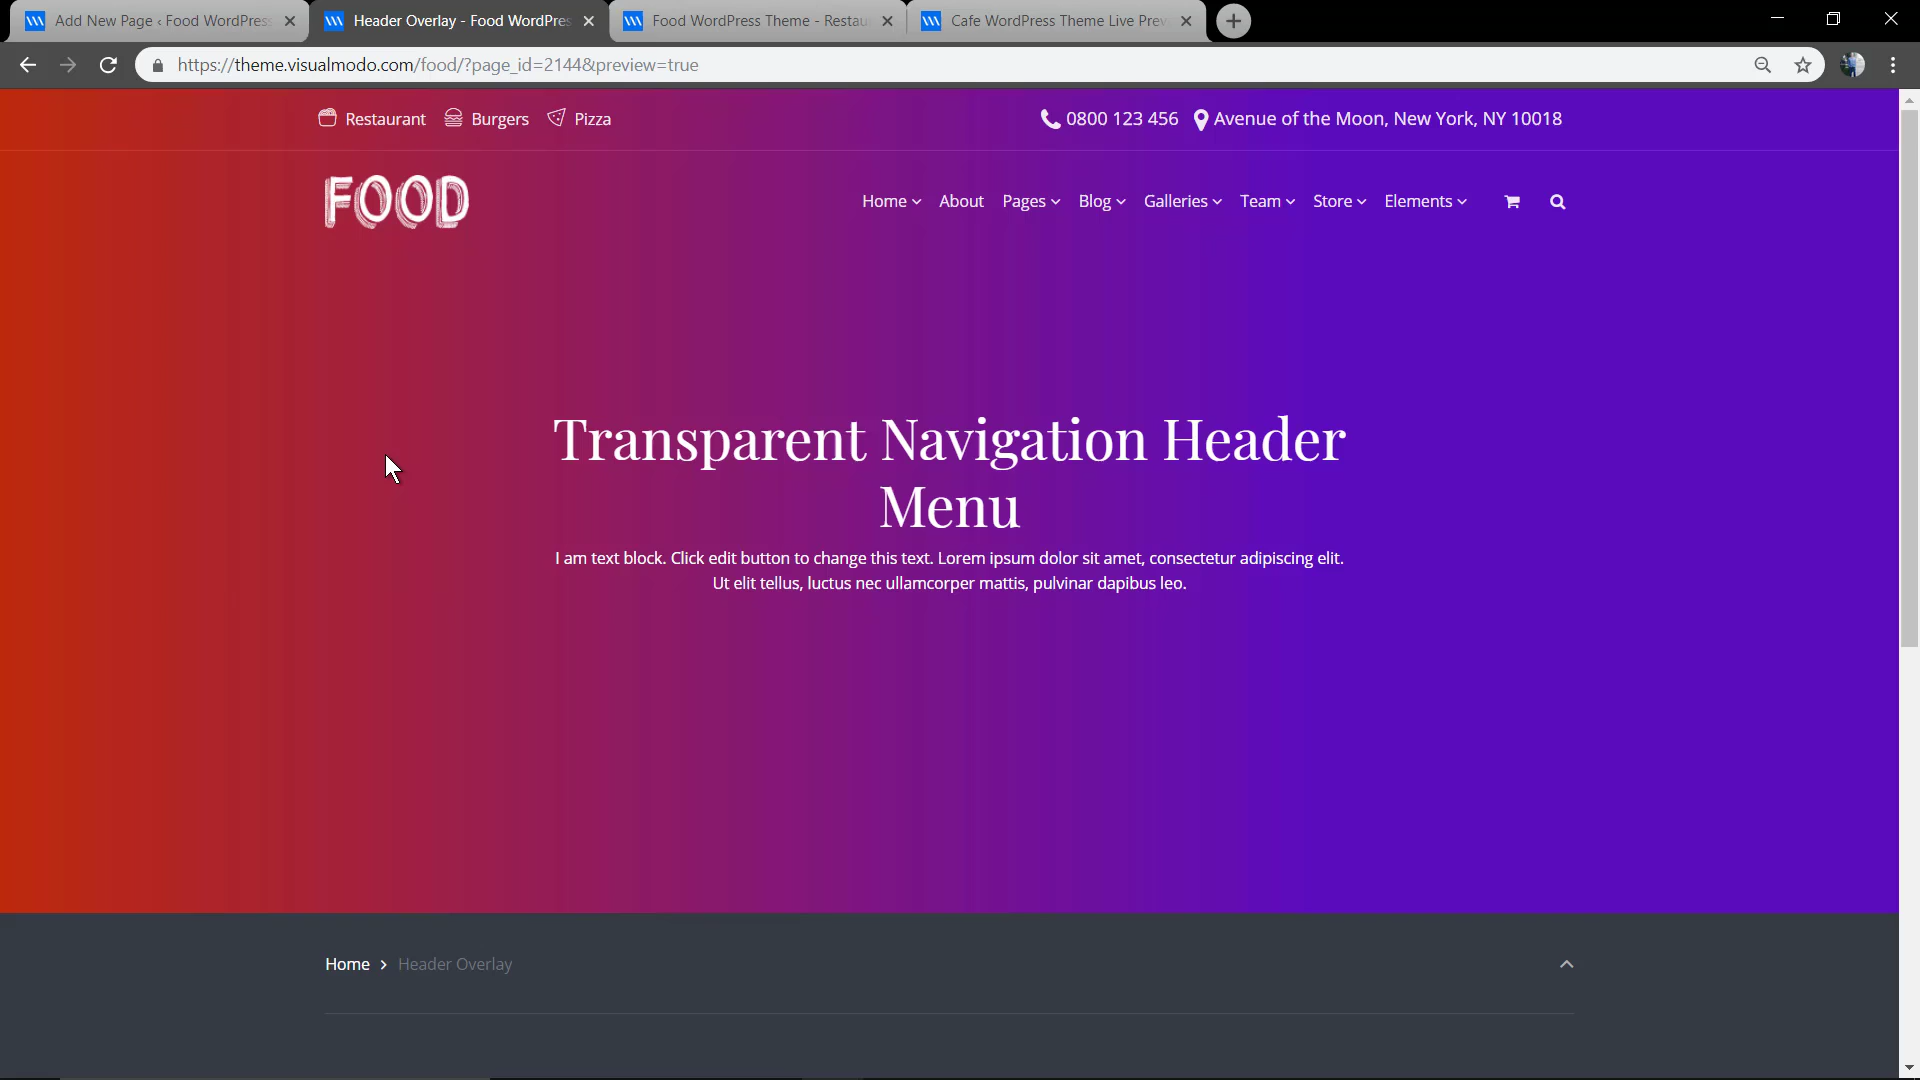 Add New Page ‹ Food WordPress
Header Overlay - Food WordPres
Food WordPress Theme - Restau
Cafe WordPress Theme Live Prev
https://theme.visualmodo.com/food/?page_id=2144&preview=true
Restaurant Burgers Pizza 0800 123 456 Avenue of the Moon, New York, NY 10018
FOOD Home About Pages Blog Galleries Team Store Elements
Transparent Navigation Header
Menu
I am text block. Click edit button to change this text. Lorem ipsum dolor sit amet, consectetur adipiscing elit.
Ut elit tellus, luctus nec ullamcorper mattis, pulvinar dapibus leo.
Home > Header Overlay